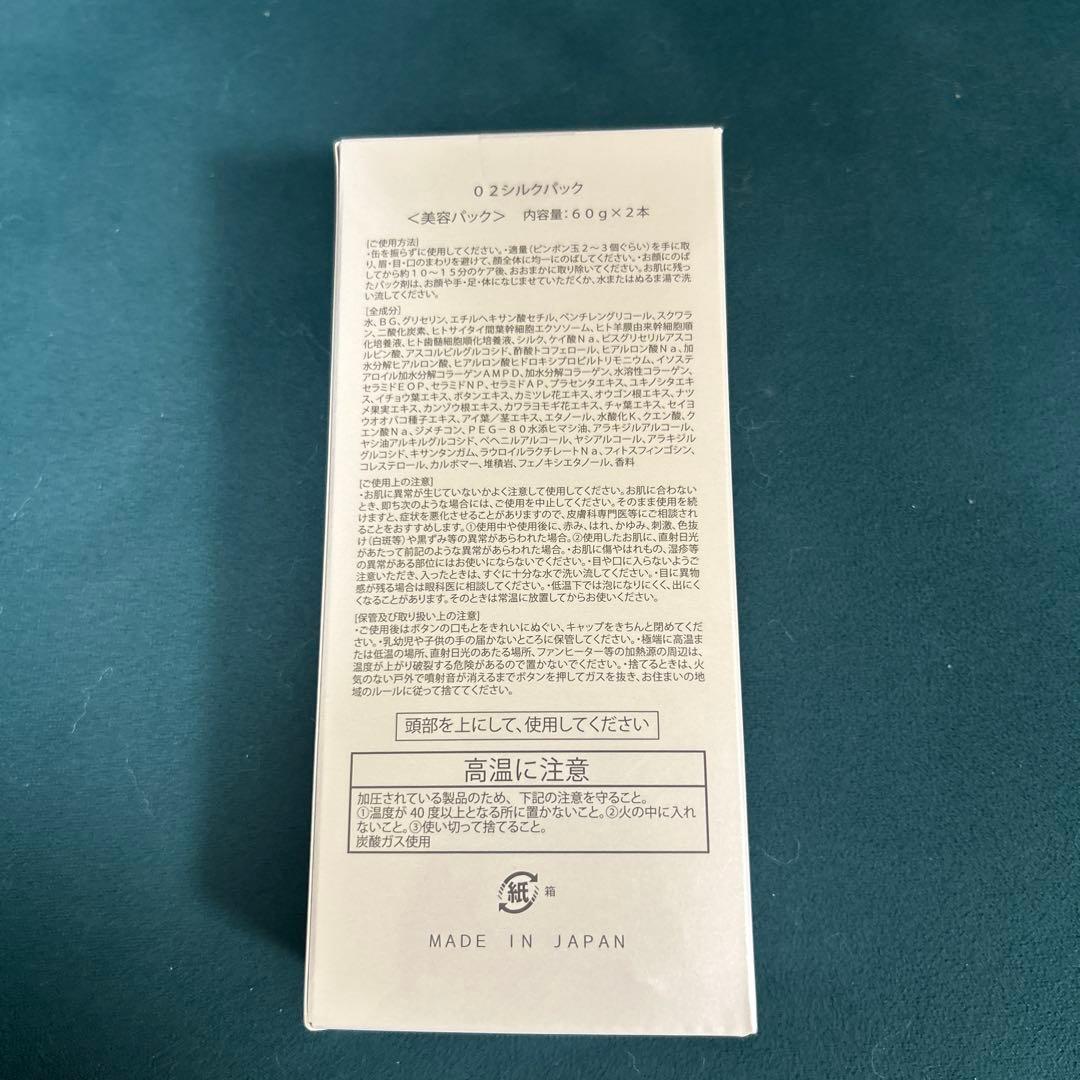 ０２シルクパック
＜美容パック＞　内容量：６０ｇ×２本
[ご使用方法]
・缶を振らずに使用してください。・適量（ピンポン玉２～３個ぐらい）を手に取
り、眉・目・口のまわりを避けて、顔全体に均一にのばしてください。・お顔にのば
してから約１０～１５分のケア後、おおまかに取り除いてください。お肌に残っ
たパック剤は、お顔や手・足・体になじませていただくか、水またはぬるま湯で洗
い流してください。
[全成分]
水、ＢＧ、グリセリン、エチルヘキサン酸セチル、ペンチレングリコール、スクワラ
ン、二酸化炭素、ヒトサイタイ間葉幹細胞エクソソーム、ヒト羊膜由来幹細胞順
化培養液、ヒト歯髄細胞順化培養液、シルク、ケイ酸Ｎａ、ビスグリセリルアスコ
ルビン酸、アスコルビルグルコシド、酢酸トコフェロール、ヒアルロン酸Ｎａ、加
水分解ヒアルロン酸、ヒアルロン酸ヒドロキシプロピルトリモニウム、イソステ
アロイル加水分解コラーゲンＡＭＰＤ、加水分解コラーゲン、水溶性コラーゲン、
セラミドＥＯＰ、セラミドＮＰ、セラミドＡＰ、プラセンタエキス、ユキノシタエキ
ス、イチョウ葉エキス、ボタンエキス、カミツレ花エキス、オウゴン根エキス、ナツ
メ果実エキス、カンゾウ根エキス、カワラヨモギ花エキス、チャ葉エキス、セイヨ
ウオオバコ種子エキス、アイ葉／茎エキス、エタノール、水酸化Ｋ、クエン酸、ク
エン酸Ｎａ、ジメチコン、ＰＥＧ－８０水添ヒマシ油、アラキジルアルコール、
ヤシ油アルキルグルコシド、ベヘニルアルコール、ヤシアルコール、アラキジル
グルコシド、キサンタンガム、ラウロイルラクチレートＮａ、フィトスフィンゴシン、
コレステロール、カルボマー、堆積岩、フェノキシエタノール、香料
[ご使用上の注意]
・お肌に異常が生じていないかよく注意して使用してください。お肌に合わない
とき、即ち次のような場合には、ご使用を中止してください。そのまま使用を続
けますと、症状を悪化させることがありますので、皮膚科専門医等にご相談され
ることをおすすめします。①使用中や使用後に、赤み、はれ、かゆみ、刺激、色抜
け（白斑等）や黒ずみ等の異常があらわれた場合。②使用したお肌に、直射日光
があたって前記のような異常があらわれた場合。・お肌に傷やはれもの、湿疹等
の異常がある部位にはお使いにならないでください。・目や口に入らないようご
注意いただき、入ったときは、すぐに十分な水で洗い流してください。・目に異物
感が残る場合は眼科医に相談してください。・低温下では泡になりにくく、出にく
くなることがあります。そのときは常温に放置してからお使いください。
[保管及び取り扱い上の注意]
・ご使用後はボタンの口もとをきれいにぬぐい、キャップをきちんと閉めてくだ
さい。・乳幼児や子供の手の届かないところに保管してください。・極端に高温ま
たは低温の場所、直射日光のあたる場所、ファンヒーター等の加熱源の周辺は、
温度が上がり破裂する危険があるので置かないでください。・捨てるときは、火
気のない戸外で噴射音が消えるまでボタンを押してガスを抜き、お住まいの地
域のルールに従って捨ててください。
頭部を上にして、使用してください
高温に注意
加圧されている製品のため、下記の注意を守ること。
①温度が 40 度以上となる所に置かないこと。②火の中に入れ
ないこと。③使い切って捨てること。
炭酸ガス使用
紙 箱
MADE IN JAPAN